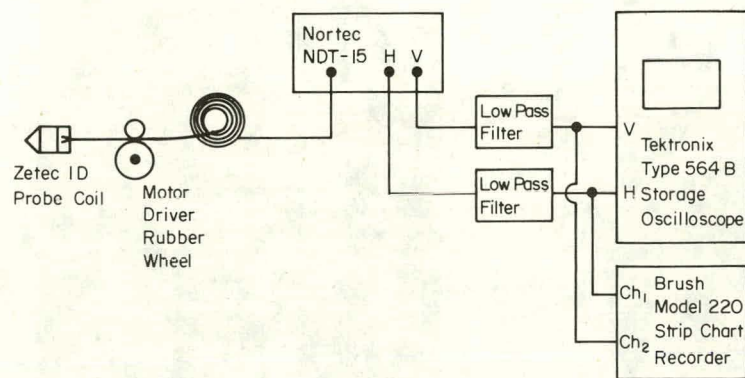 Nortec
NDT-15 H V
Zetec ID
Probe Coil
Motor
Driver
Rubber
Wheel
Low Pass
Filter
Low Pass
Filter
V
Tektronix
Type 564 B
H Storage
Oscilloscope
Ch1 Brush
Model 220
Strip Chart
Ch2 Recorder